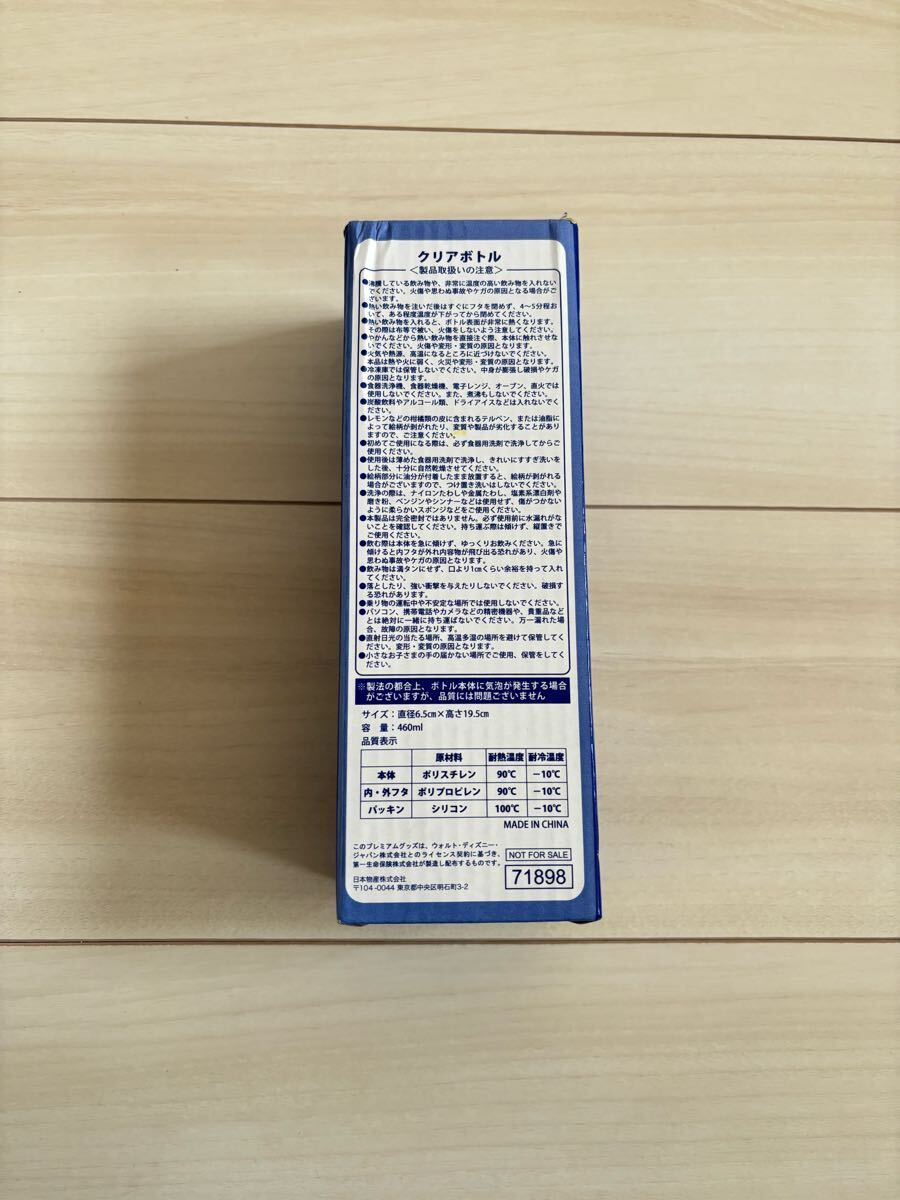 クリアボトル
<製品取扱いの注意>
●沸騰している飲み物や、非常に温度の高い飲み物を入れない
でください。火傷や思わぬ事故やケガの原因となる場合がご
ざいます。
●熱い飲み物を注いだ後はすぐにフタを閉めず、4〜5分程お
いて、ある程度温度が下がってから閉めてください。
●熱い飲み物を入れると、ボトル表面が非常に熱くなります。
その際は布等で被い、火傷をしないよう注意してください。
●やかんなどから熱い飲み物を直接注ぐ際、本体に触れさせな
いでください。火傷や変形・変質の原因となります。
●火気や熱源、高温になるところに近づけないでください。
本品は熱や火に弱く、火災や変形・変質の原因となります。
●冷凍庫では保管しないでください。中身が膨張し破損やケガ
の原因となります。
●食器洗浄機、食器乾燥機、電子レンジ、オーブン、直火では
使用しないでください。また、煮沸もしないでください。
●炭酸飲料やアルコール類、ドライアイスなどは入れないでく
ださい。
●レモンなどの柑橘類の皮に含まれるテルペン、または油脂に
よって絵柄が剥がれたり、変質や製品が劣化することがあり
ますので、ご注意ください。
●初めてご使用になる際は、必ず食器用洗剤で洗浄してからご
使用ください。
●使用後は薄めた食器用洗剤で洗浄し、きれいにすすぎ洗いを
した後、十分に自然乾燥させてください。
●絵柄部分に油分が付着したまま放置すると、絵柄が剥がれる
場合がございますので、つけ置き洗いはしないでください。
●洗浄の際は、ナイロンたわしや金属たわし、塩素系漂白剤や
磨き粉、ベンジンやシンナーなどは使用せず、傷がつかない
ように柔らかいスポンジなどをご使用ください。
●本製品は完全密封ではありません。必ず使用前に水漏れがな
いことを確認してください。持ち運ぶ際は傾けず、縦置きで
ご使用ください。
●飲む際は本体を急に傾けず、ゆっくりお飲みください。急に
傾けると内フタが外れ内容物が飛び出る恐れがあり、火傷や
思わぬ事故やケガの原因となります。
●飲み物は満タンにせず、口より1cmくらい余裕を持って入れ
てください。
●落としたり、強い衝撃を与えたりしないでください。破損す
る恐れがあります。
●乗り物の運転中や不安定な場所では使用しないでください。
●パソコン、携帯電話やカメラなどの精密機器や、貴重品など
とは絶対に一緒に持ち運ばないでください。万一漏れた場
合、故障の原因となります。
●直射日光の当たる場所、高温多湿の場所を避けて保管してく
ださい。変形・変質の原因となります。
●小さなお子さまの手の届かない場所でご使用、保管をしてく
ださい。
※製法の都合上、ボトル本体に気泡が発生する場合
がございますが、品質には問題ございません
サイズ：直径6.5cm×高さ19.5cm
容 量：460ml
品質表示
原材料 耐熱温度 耐冷温度
本体 ポリスチレン 90℃ −10℃
内・外フタ ポリプロピレン 90℃ −10℃
パッキン シリコン 100℃ −10℃
MADE IN CHINA
このプレミアムグッズは、ウォルト・ディズニー・
ジャパン株式会社とのライセンス契約に基づき、
第一生命保険株式会社が製造し配布するものです。
NOT FOR SALE
71898
日本物産株式会社
〒104-0044 東京都中央区明石町3-2